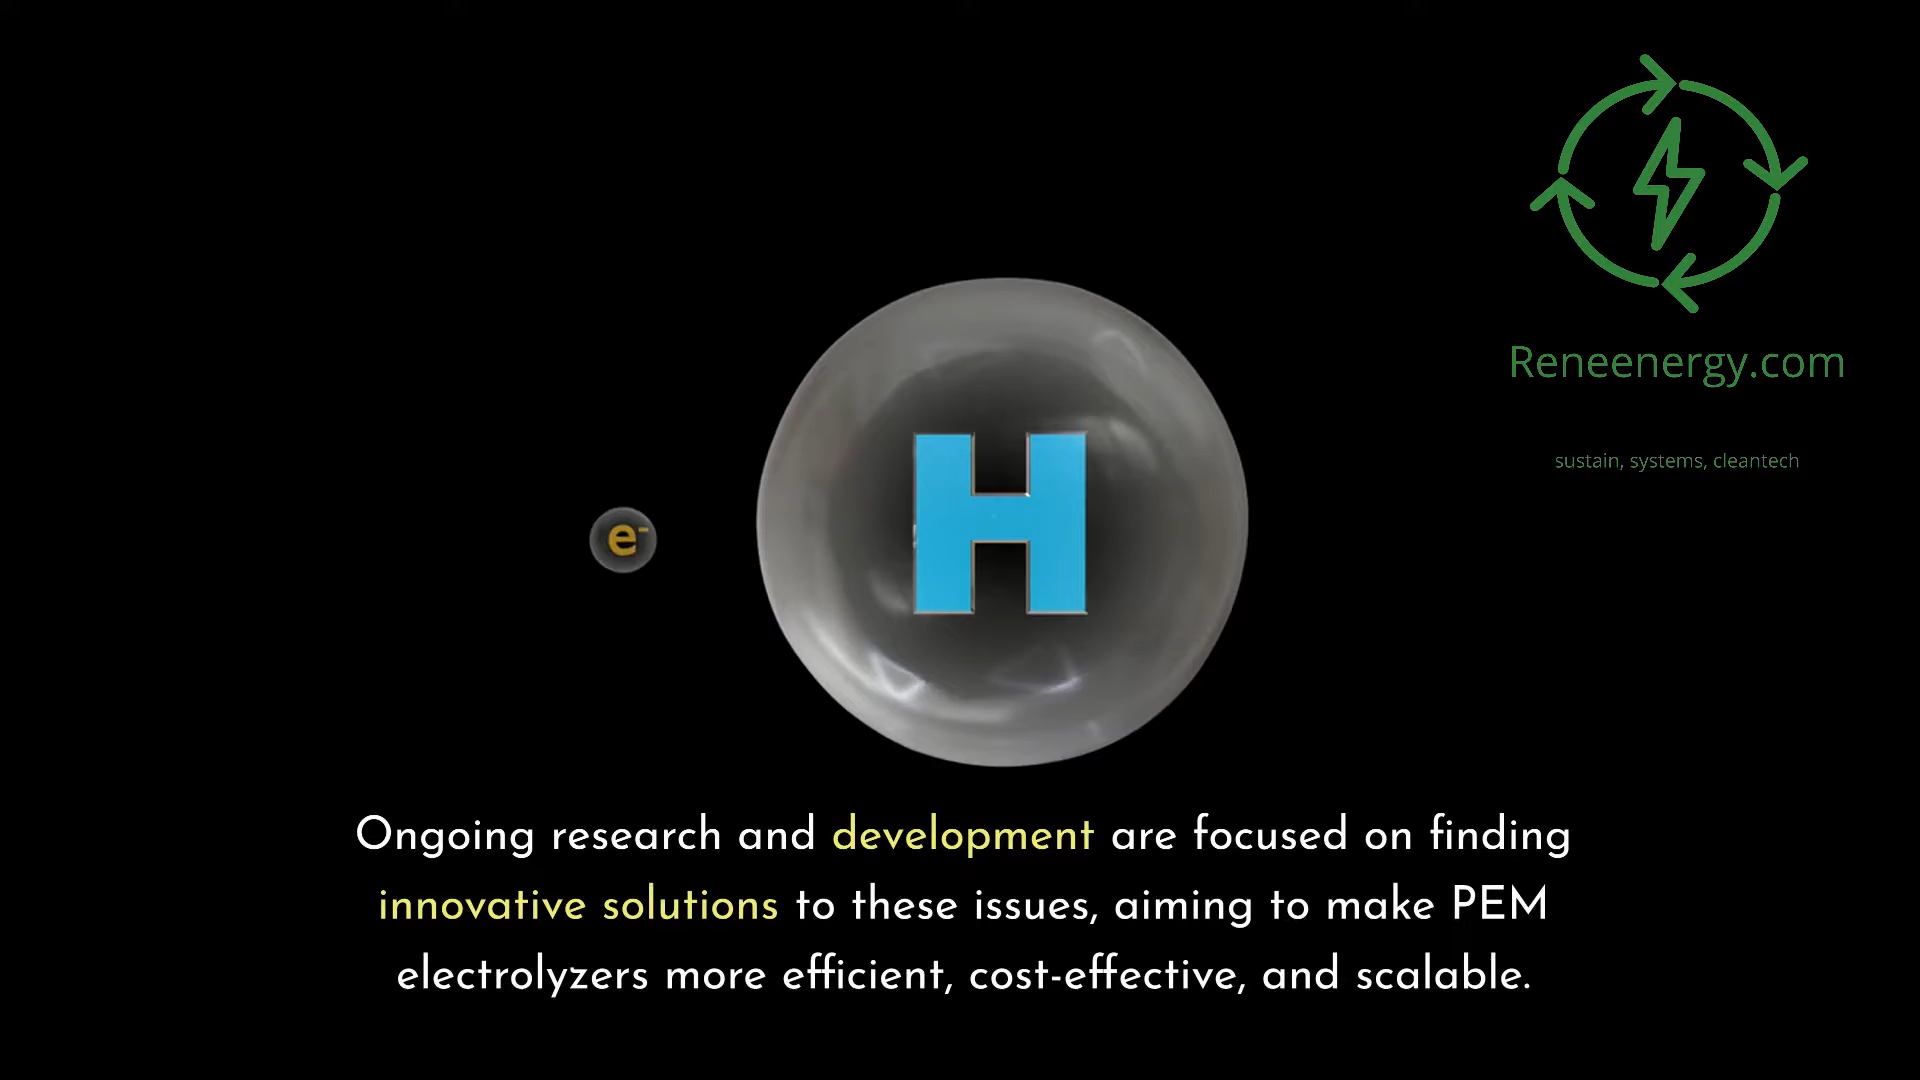 Reneenergy.com
sustain, systems, cleantech
e-
H
Ongoing research and development are focused on finding
innovative solutions to these issues, aiming to make PEM
electrolyzers more efficient, cost-effective, and scalable.